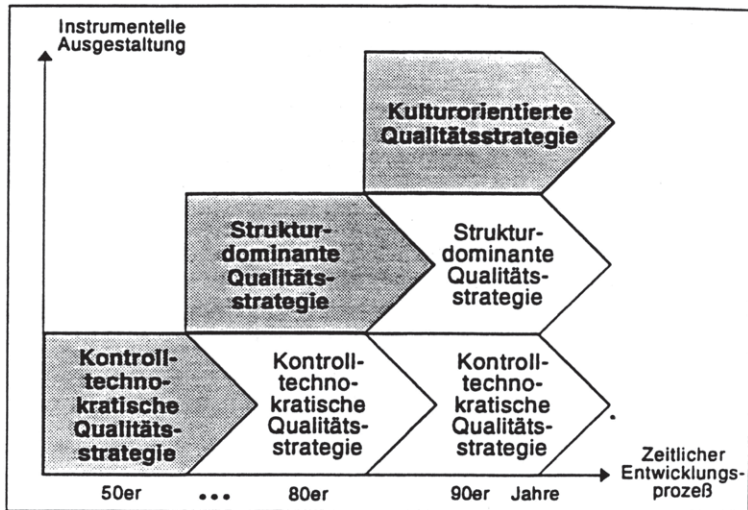 Instrumentelle
Ausgestaltung
Kulturorientierte
Qualitätsstrategie
Struktur-
dominante
Qualitäts-
strategie
Struktur-
dominante
Qualitäts-
strategie
Kontroll-
techno-
kratische
Qualitäts-
strategie
Kontroll-
techno-
kratische
Qualitäts-
strategie
Kontroll-
techno-
kratische
Qualitäts-
strategie
50er ... 80er 90er Jahre
Zeitlicher
Entwicklungs-
prozeß